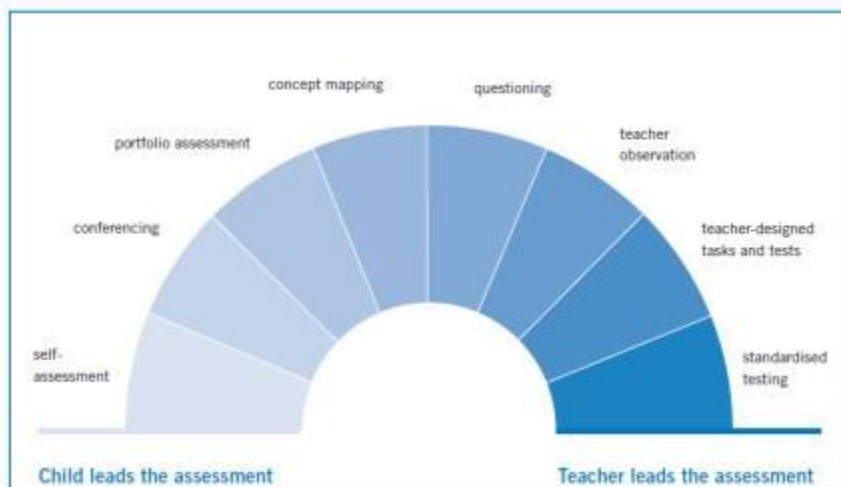 concept mapping
questioning
portfolio assessment
teacher
observation
conferencing
teacher-designed
tasks and tests
self-
assessment
standardised
testing
Child leads the assessment
Teacher leads the assessment